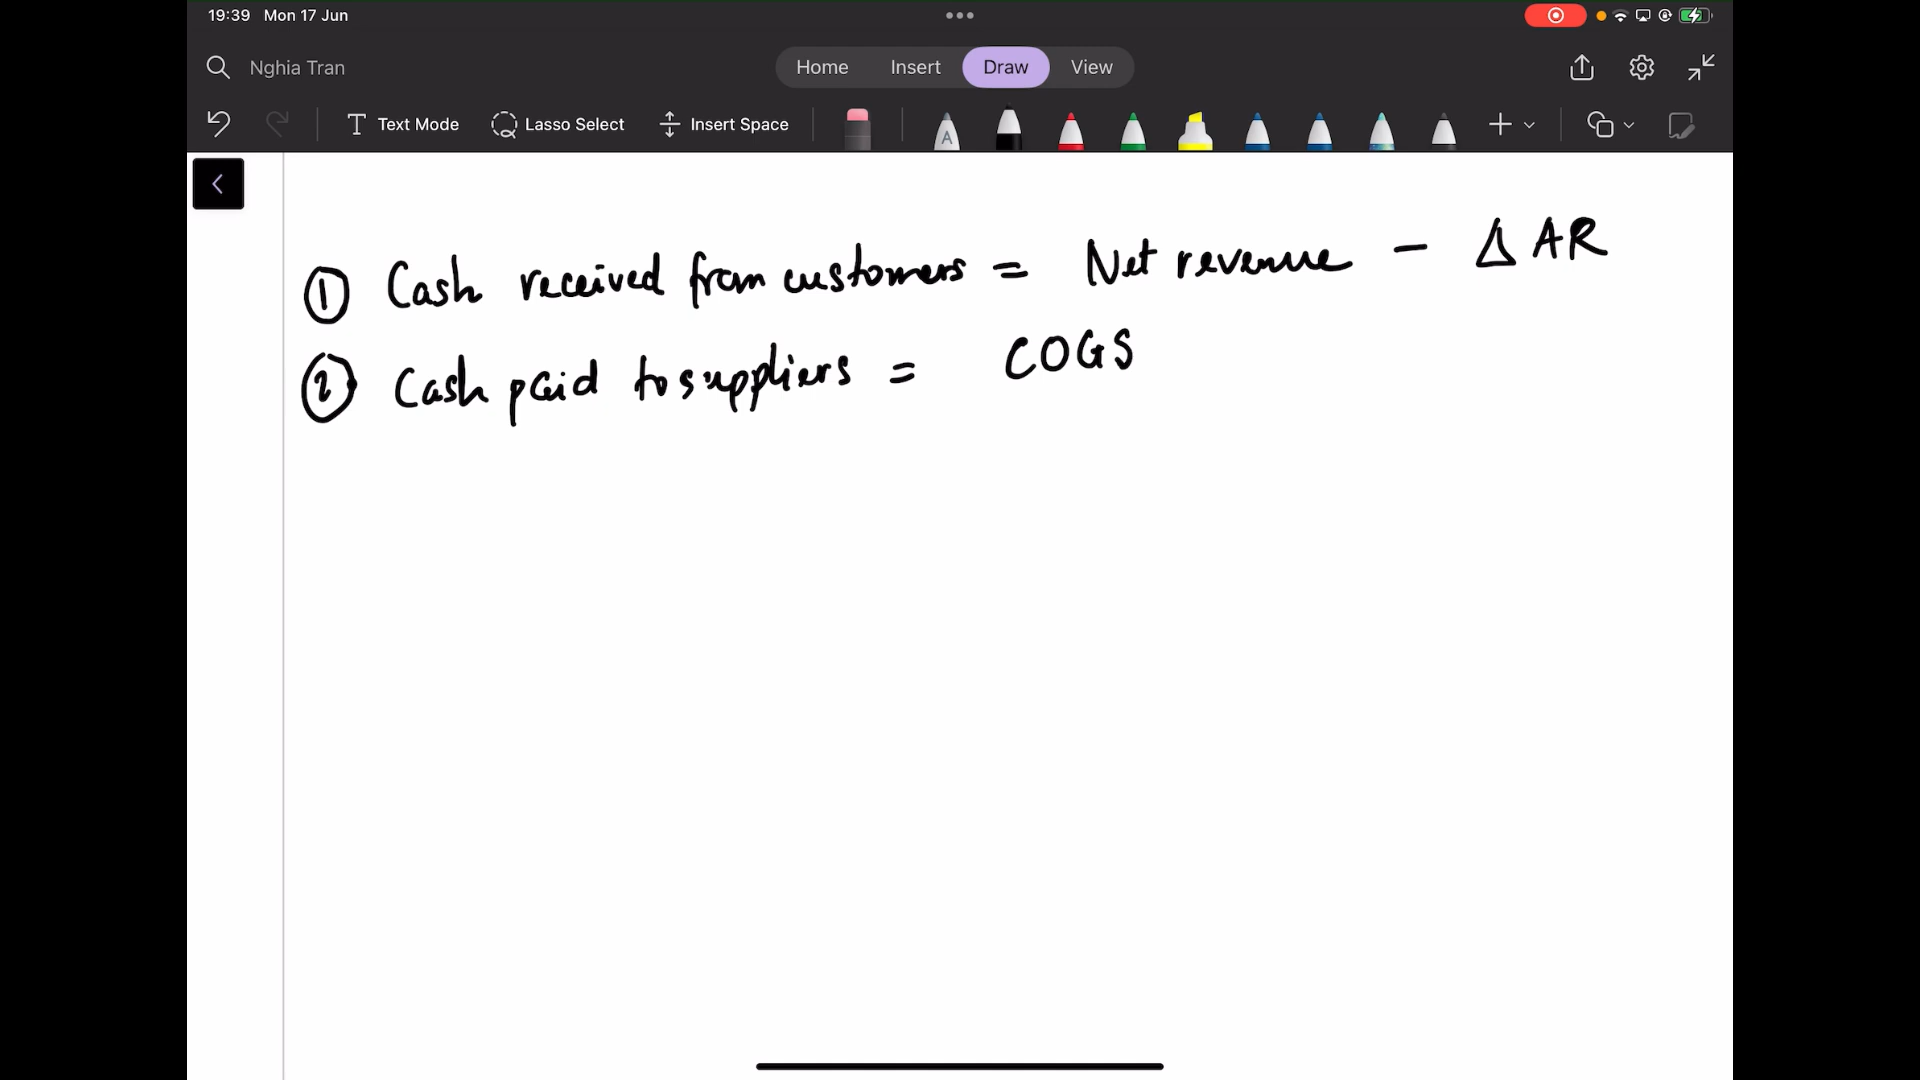 19:39 Mon 17 Jun
Nghia Tran
Home Insert Draw View
Text Mode Lasso Select Insert Space A
① Cash received from customers = Net revenue - Δ AR
② Cash paid to suppliers = COGS